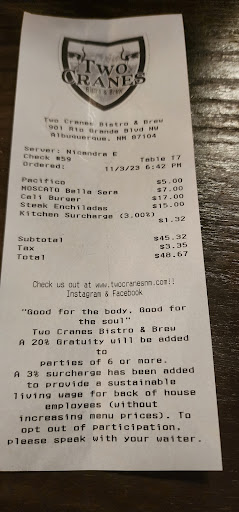 TWO
CRANES
Bistro & Brew
Two Cranes Bistro & Brew
901 Rio Grande Blvd NW
Albuquerque, NM 87104
Server: Nicandra E
Check #59 Table 17
Ordered: 11/3/23 6:42 PM
Pacifico $5.00
MOSCATO Bella Sera $7.00
Cali Burger $17.00
Steak Enchiladas $15.00
Kitchen Surcharge (3.00%)
$1.32
Subtotal $45.32
Tax $3.35
Total $48.67
Check us out at www.twocranesnm.com!!
Instagram & Facebook
"Good for the body. Good for
the soul"
Two Cranes Bistro & Brew
A 20% Gratuity will be added
to
parties of 6 or more.
A 3% surcharge has been added
to provide a sustainable
living wage for back of house
employees (without
increasing menu prices). To
opt out of participation,
please speak with your waiter.